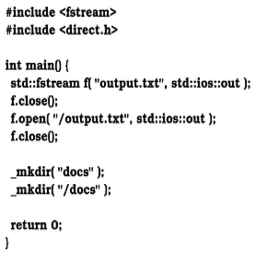 #include <fstream>
#include <direct.h>
int main() {
std::fstream f( "output.txt", std::ios::out );
f.close();
f.open( "/output.txt", std::ios::out );
f.close();
_mkdir( "docs" );
_mkdir( "/docs" );
return 0;
}